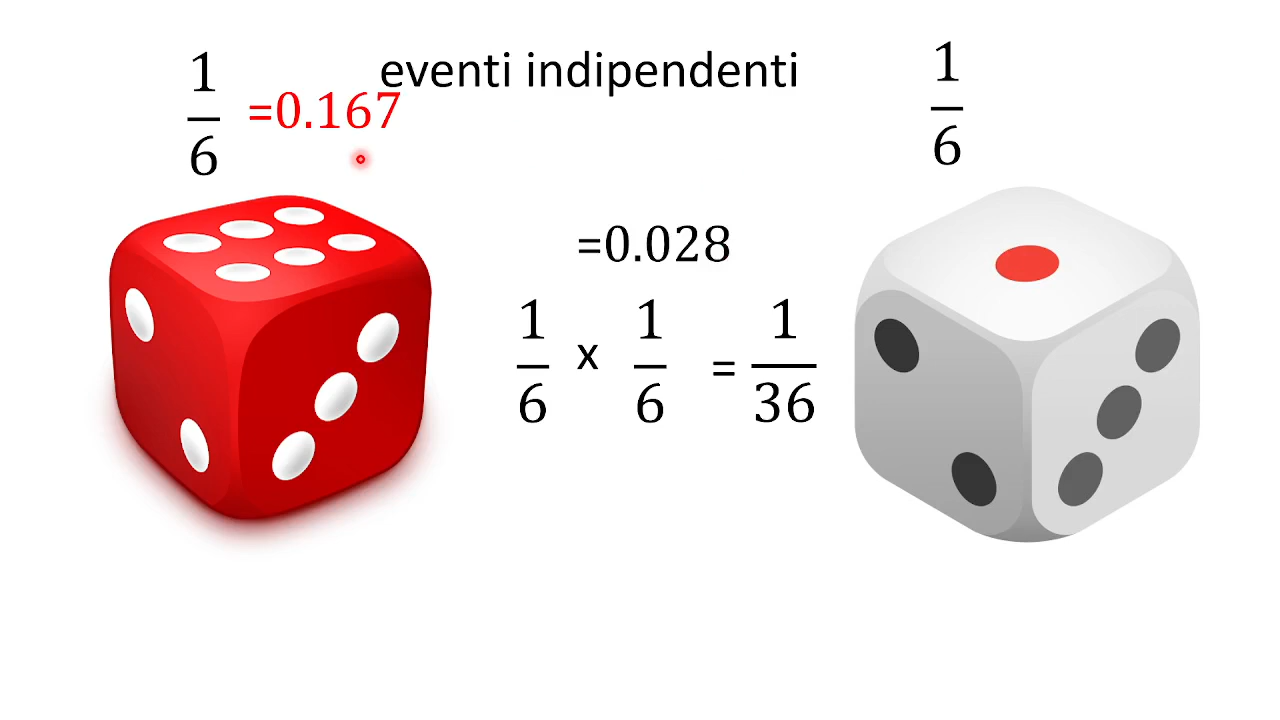 eventi indipendenti
1/6 =0.167
1/6
=0.028
1/6 x 1/6 = 1/36